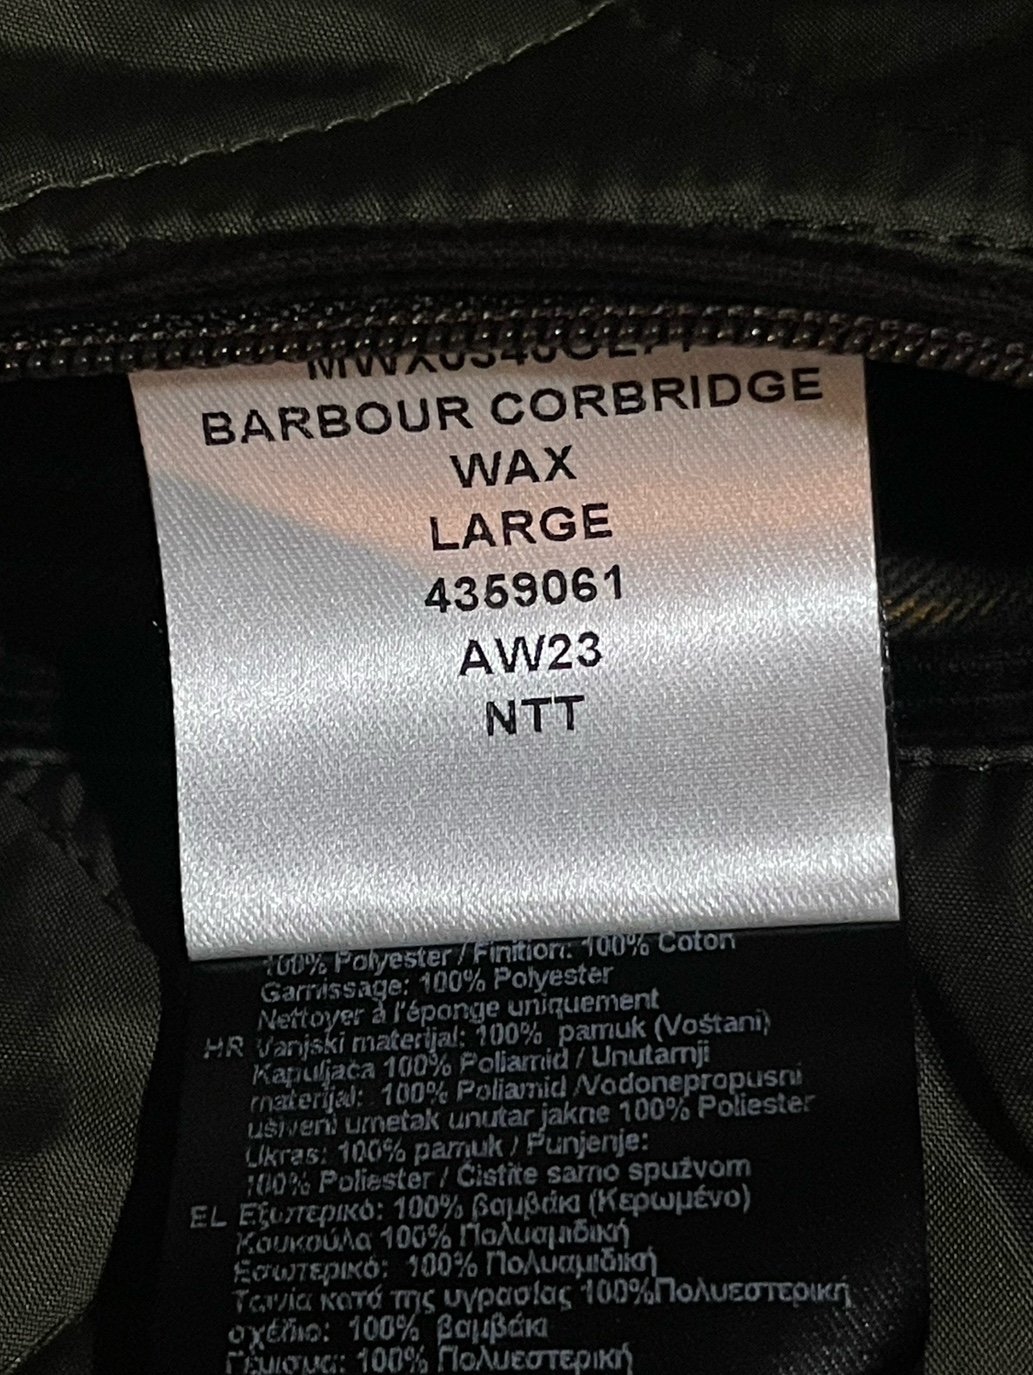 BARBOUR CORBRIDGE
WAX
LARGE
4359061
AW23
NTT
100% Polyester / Finition: 100% Coton
Garnissage: 100% Polyester
Nettoyer à l'éponge uniquement
HR Vanjski materijal: 100% pamuk (Voštani)
Kapuljača 100% Poliamid / Unutarnji
materijal: 100% Poliamid /Vodonepropusni
ušiveni umetak unutar jakne 100% Poliester
Ukras: 100% pamuk / Punjenje:
100% Poliester / Čistite samo spužvom
EL Εξωτερικό: 100% βαμβάκι (Κερωμένο)
Κουκούλα 100% Πολυαμιδική
Εσωτερικό: 100% Πολυαμιδική
Ταινία κατά της υγρασίας 100%Πολυεστερική
σχέδιο: 100% βαμβάκι
Γέμισμα: 100% Πολυεστερική